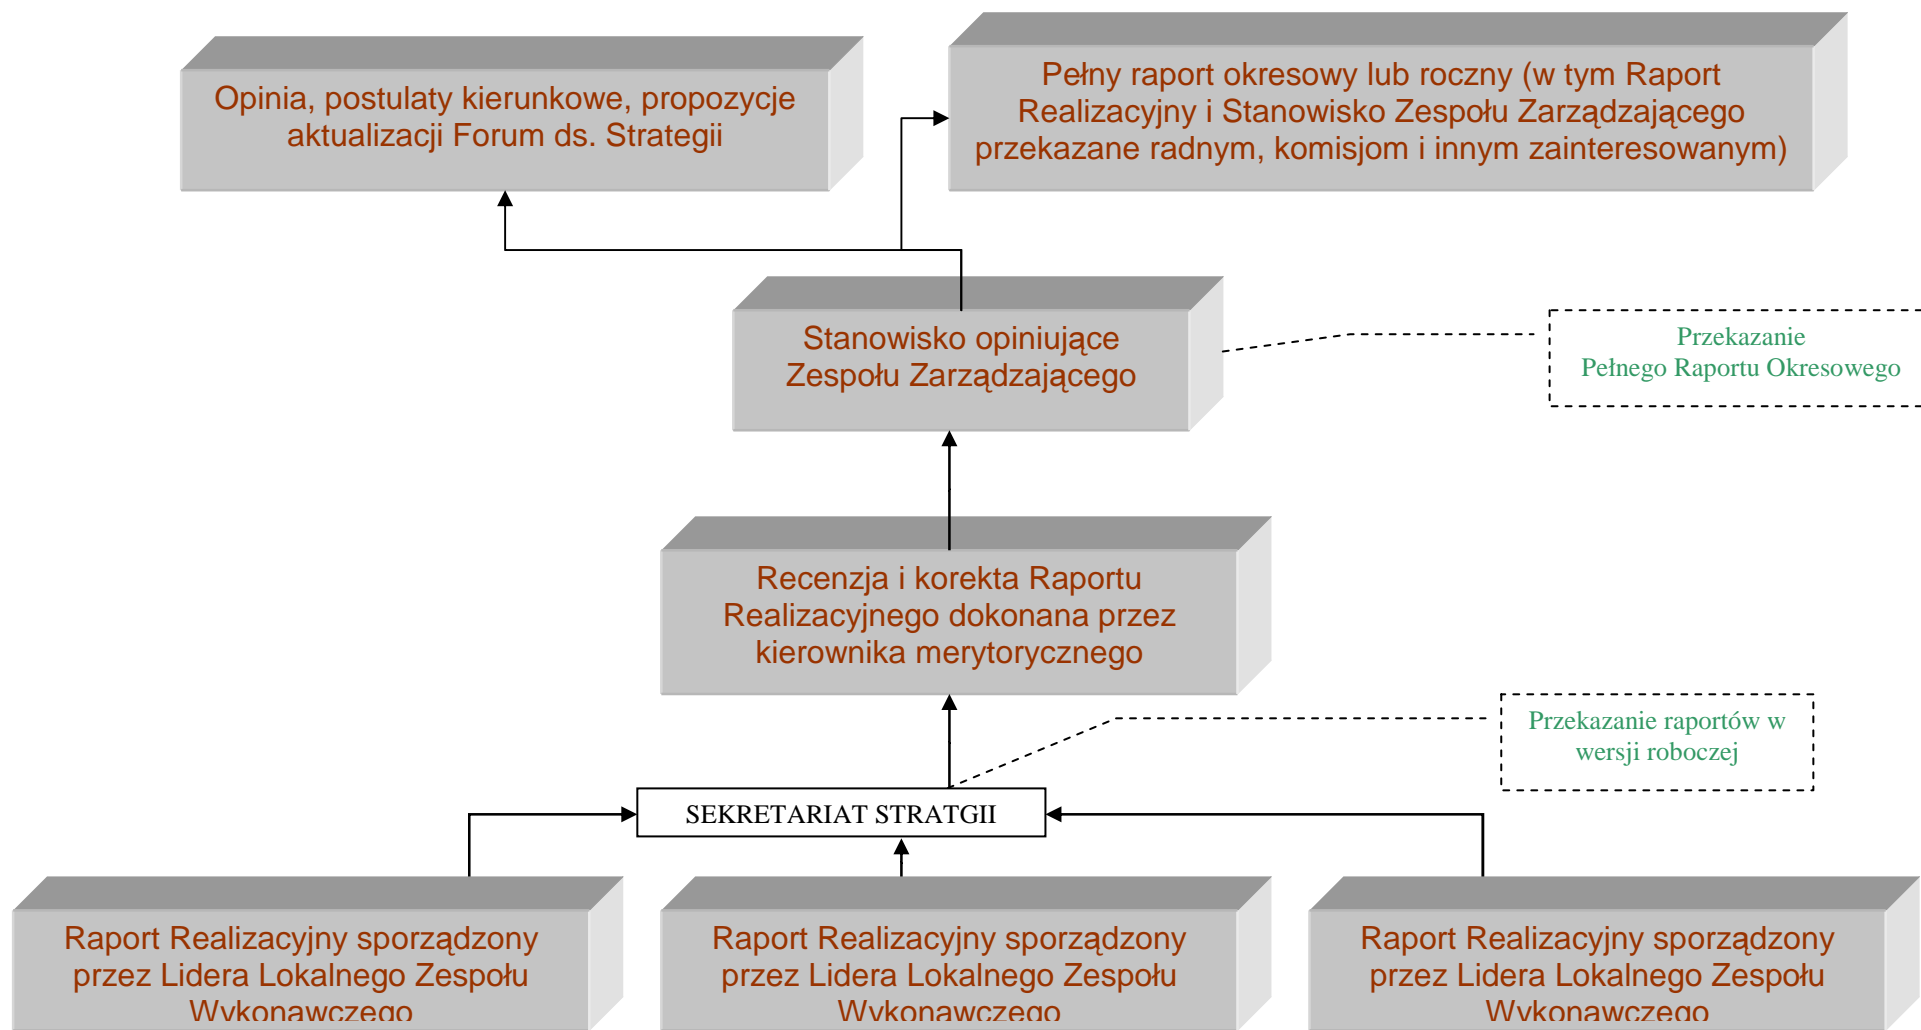 Opinia, postulaty kierunkowe, propozycje
aktualizacji Forum ds. Strategii
Pełny raport okresowy lub roczny (w tym Raport
Realizacyjny i Stanowisko Zespołu Zarządzającego
przekazane radnym, komisjom i innym zainteresowanym)
Stanowisko opiniujące
Zespołu Zarządzającego
Przekazanie
Pełnego Raportu Okresowego
Recenzja i korekta Raportu
Realizacyjnego dokonana przez
kierownika merytorycznego
Przekazanie raportów w
wersji roboczej
SEKRETARIAT STRATGII
Raport Realizacyjny sporządzony
przez Lidera Lokalnego Zespołu
Wykonawczego
Raport Realizacyjny sporządzony
przez Lidera Lokalnego Zespołu
Wykonawczego
Raport Realizacyjny sporządzony
przez Lidera Lokalnego Zespołu
Wykonawczego